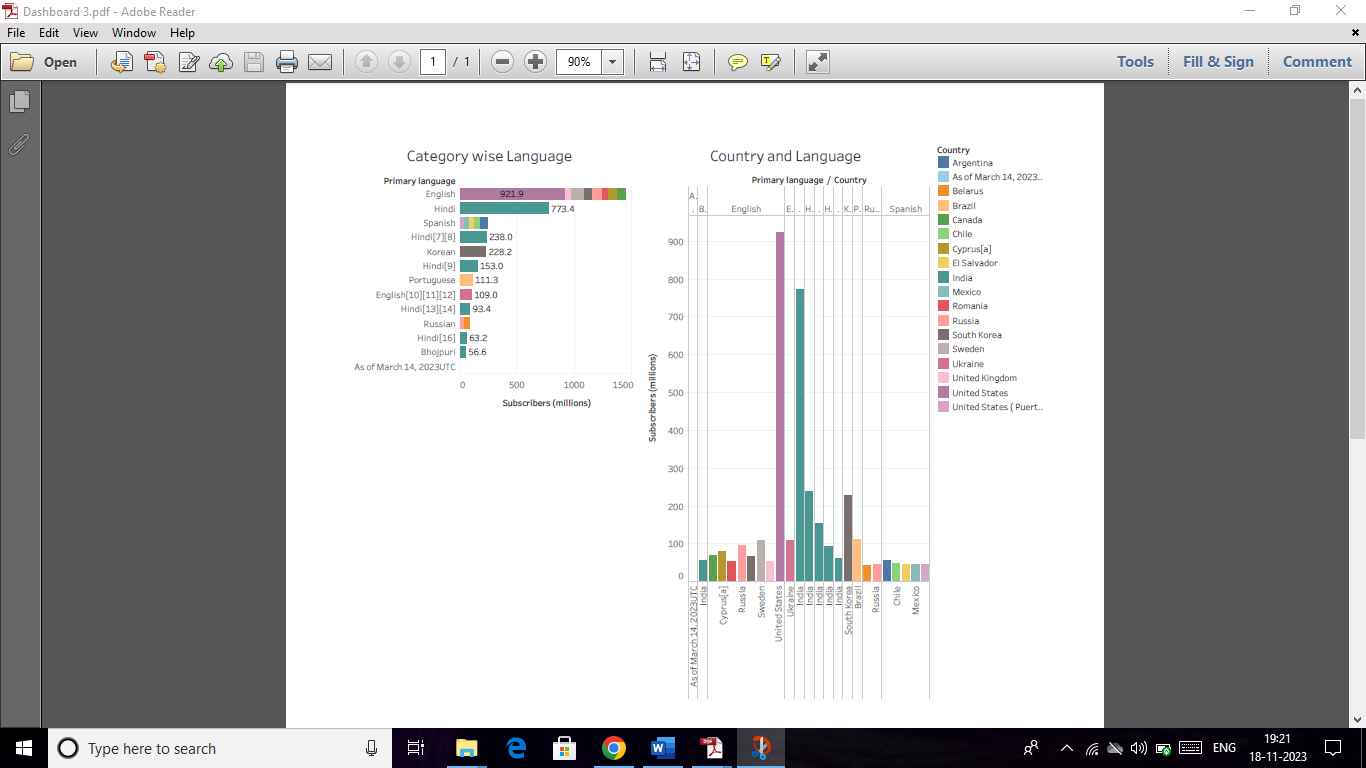 Dashboard 3.pdf - Adobe Reader
File Edit View Window Help
Open 1 / 1 90% Tools Fill & Sign Comment
Category wise Language
Primary language
English 921.9
Hindi 773.4
Spanish
Hindi[7][8] 238.0
Korean 228.2
Hindi[9] 153.0
Portuguese 111.3
English[10][11][12] 109.0
Hindi[13][14] 93.4
Russian
Hindi[16] 63.2
Bhojpuri 56.6
As of March 14, 2023UTC
0 500 1000 1500
Subscribers (millions)
Country and Language
Primary language / Country
A. . B. English E. . H. . H. . K. P. Ru.. Spanish
900
800
700
600
500
400
300
200
100
0
Subscribers (millions)
As of March 14, 2023UTC
India
Cyprus[a]
Russia
Sweden
United States
Ukraine
India
India
India
India
India
South Korea
Brazil
Russia
Chile
Mexico
Country
Argentina
As of March 14, 2023..
Belarus
Brazil
Canada
Chile
Cyprus[a]
El Salvador
India
Mexico
Romania
Russia
South Korea
Sweden
Ukraine
United Kingdom
United States
United States ( Puert..
Type here to search
ENG
19:21
18-11-2023